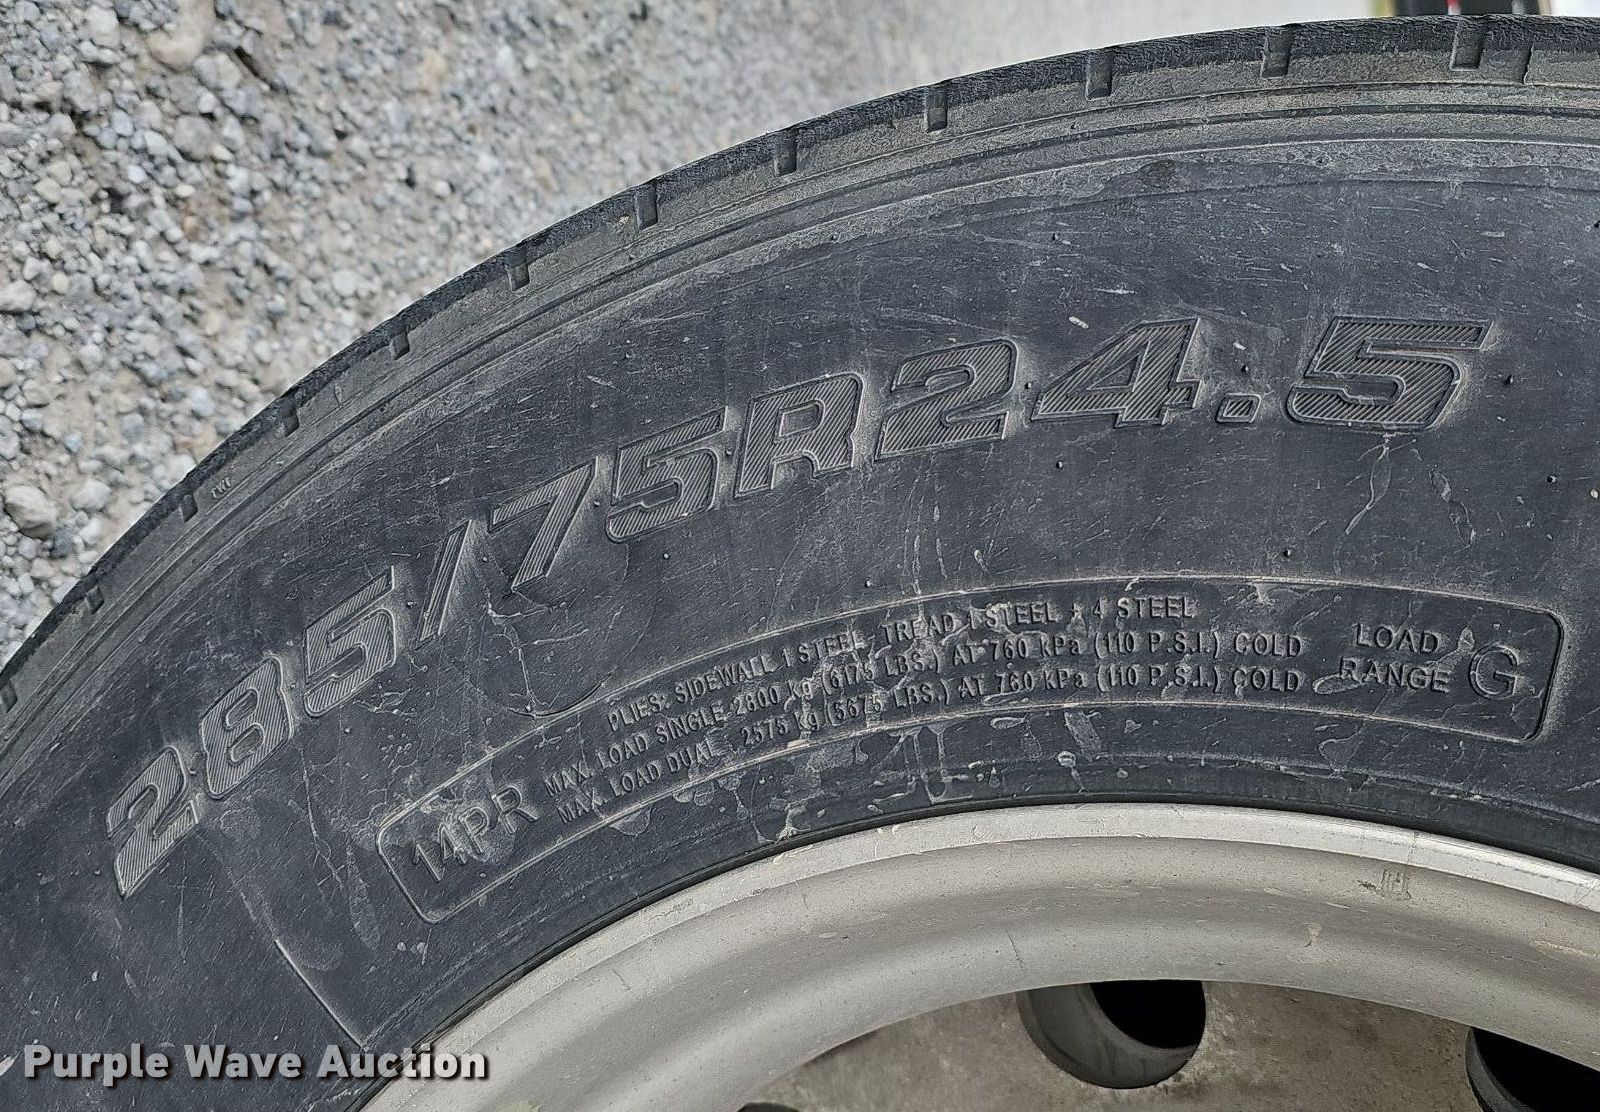 285/75R24.5
PLIES: SIDEWALL 1 STEEL TREAD 1 STEEL + 4 STEEL
MAX. LOAD SINGLE 2800 kg (6175 LBS.) AT 760 kPa (110 P.S.I.) COLD
MAX. LOAD DUAL 2575 kg (5675 LBS.) AT 760 kPa (110 P.S.I.) COLD
14PR
LOAD
RANGE G
Purple Wave Auction